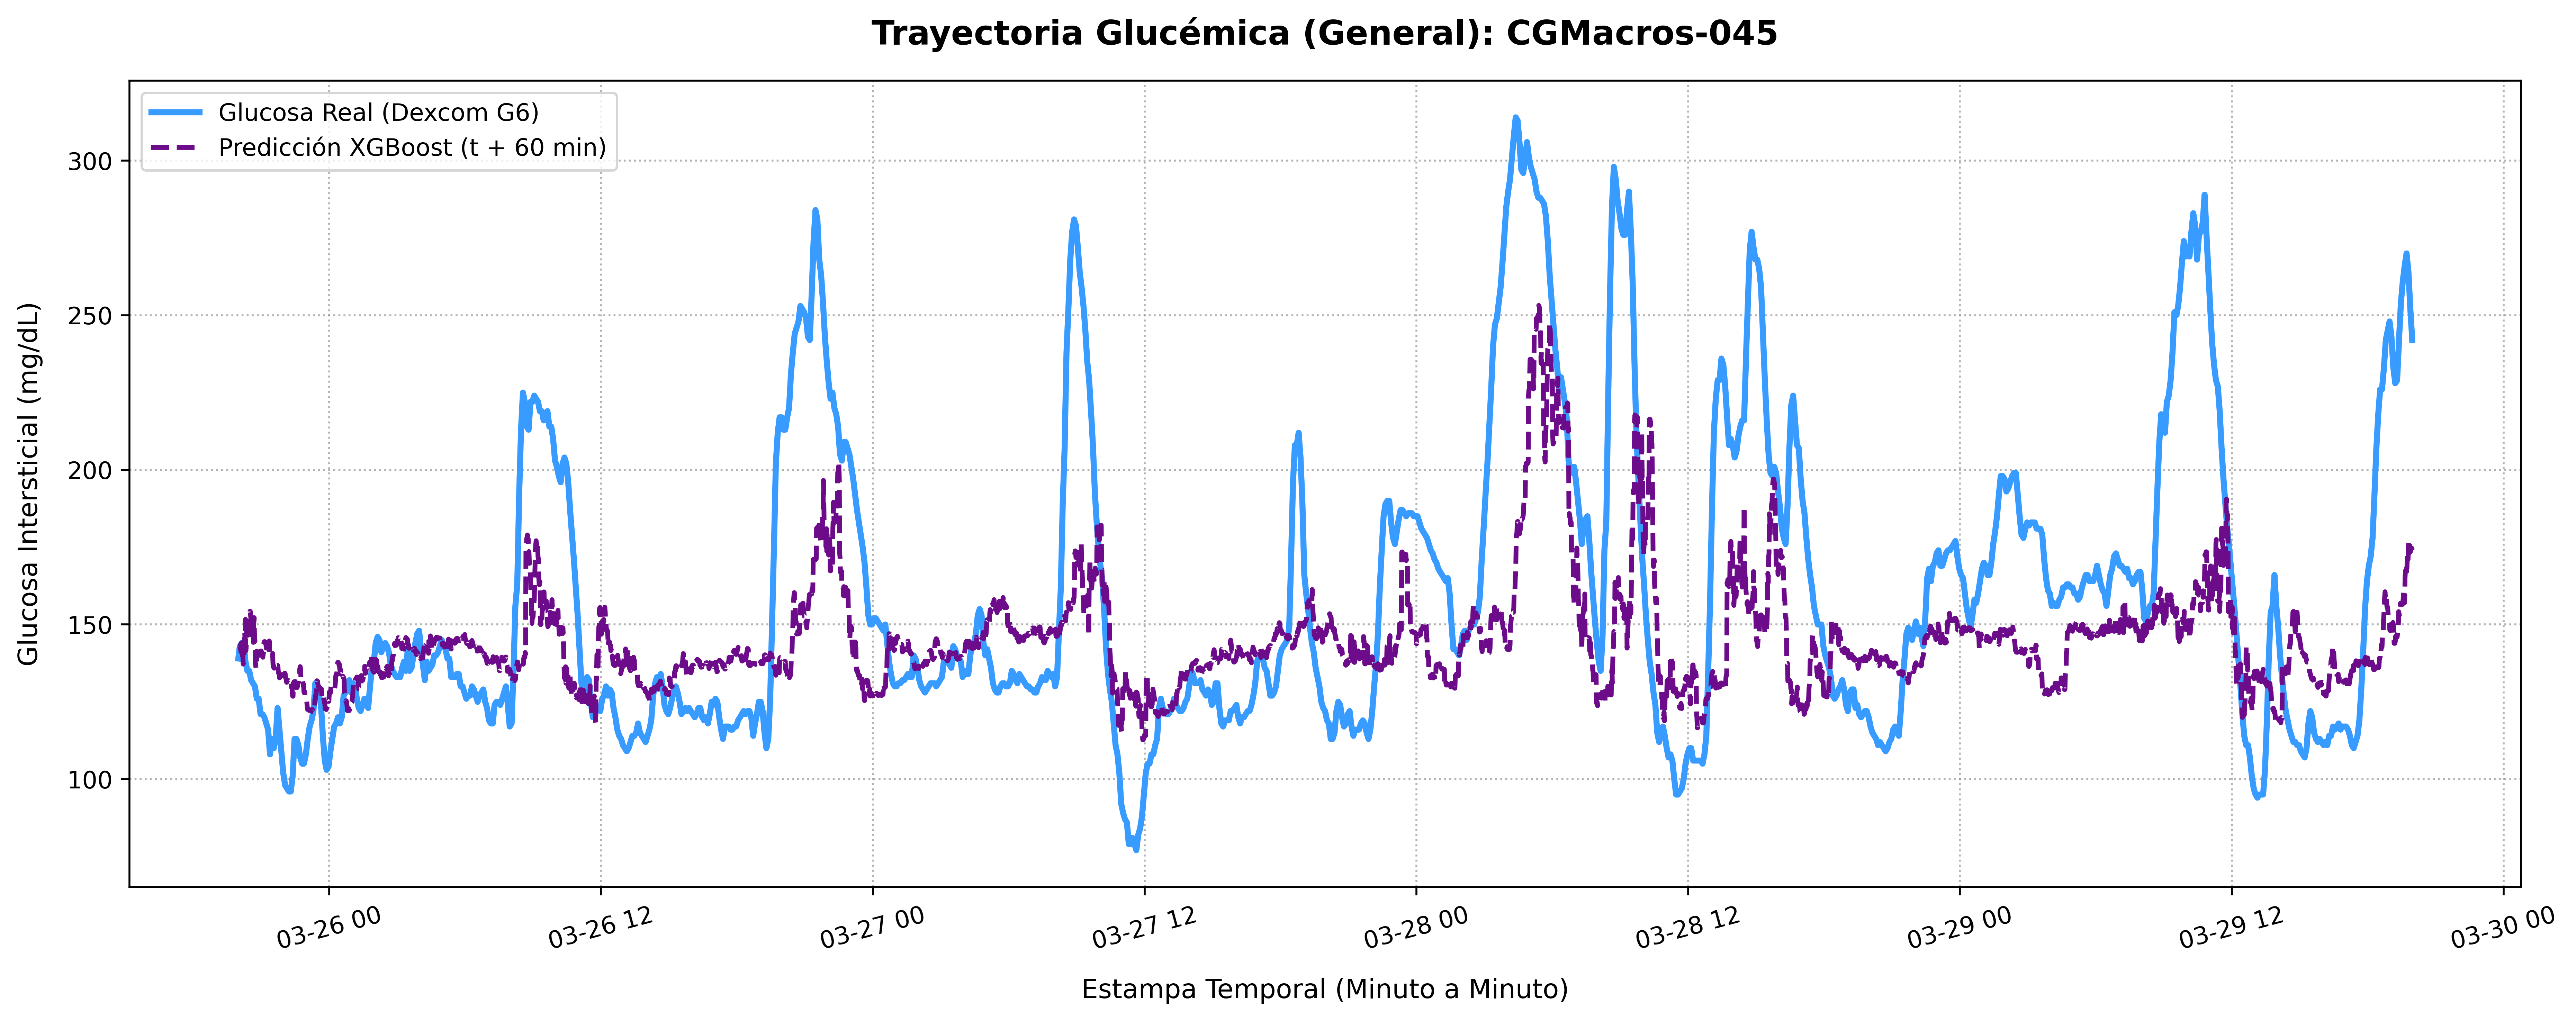 Trayectoria Glucémica (General): CGMacros-045
Glucosa Real (Dexcom G6)
Predicción XGBoost (t + 60 min)
Glucosa Intersticial (mg/dL)
300
250
200
150
100
03-26 00
03-26 12
03-27 00
03-27 12
03-28 00
03-28 12
03-29 00
03-29 12
03-30 00
Estampa Temporal (Minuto a Minuto)